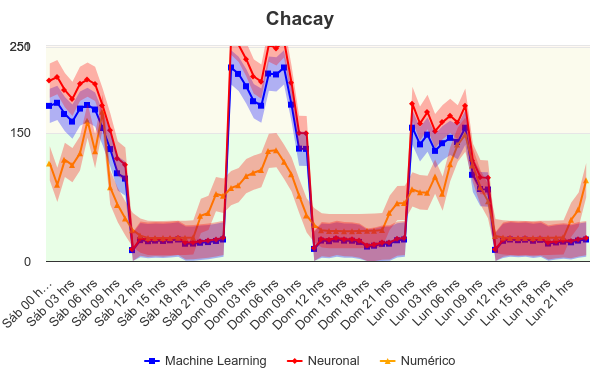 Chacay
250
150
0
Sáb 00 h…
Sáb 03 hrs
Sáb 06 hrs
Sáb 09 hrs
Sáb 12 hrs
Sáb 15 hrs
Sáb 18 hrs
Sáb 21 hrs
Dom 00 hrs
Dom 03 hrs
Dom 06 hrs
Dom 09 hrs
Dom 12 hrs
Dom 15 hrs
Dom 18 hrs
Dom 21 hrs
Lun 00 hrs
Lun 03 hrs
Lun 06 hrs
Lun 09 hrs
Lun 12 hrs
Lun 15 hrs
Lun 18 hrs
Lun 21 hrs
Machine Learning Neuronal Numérico